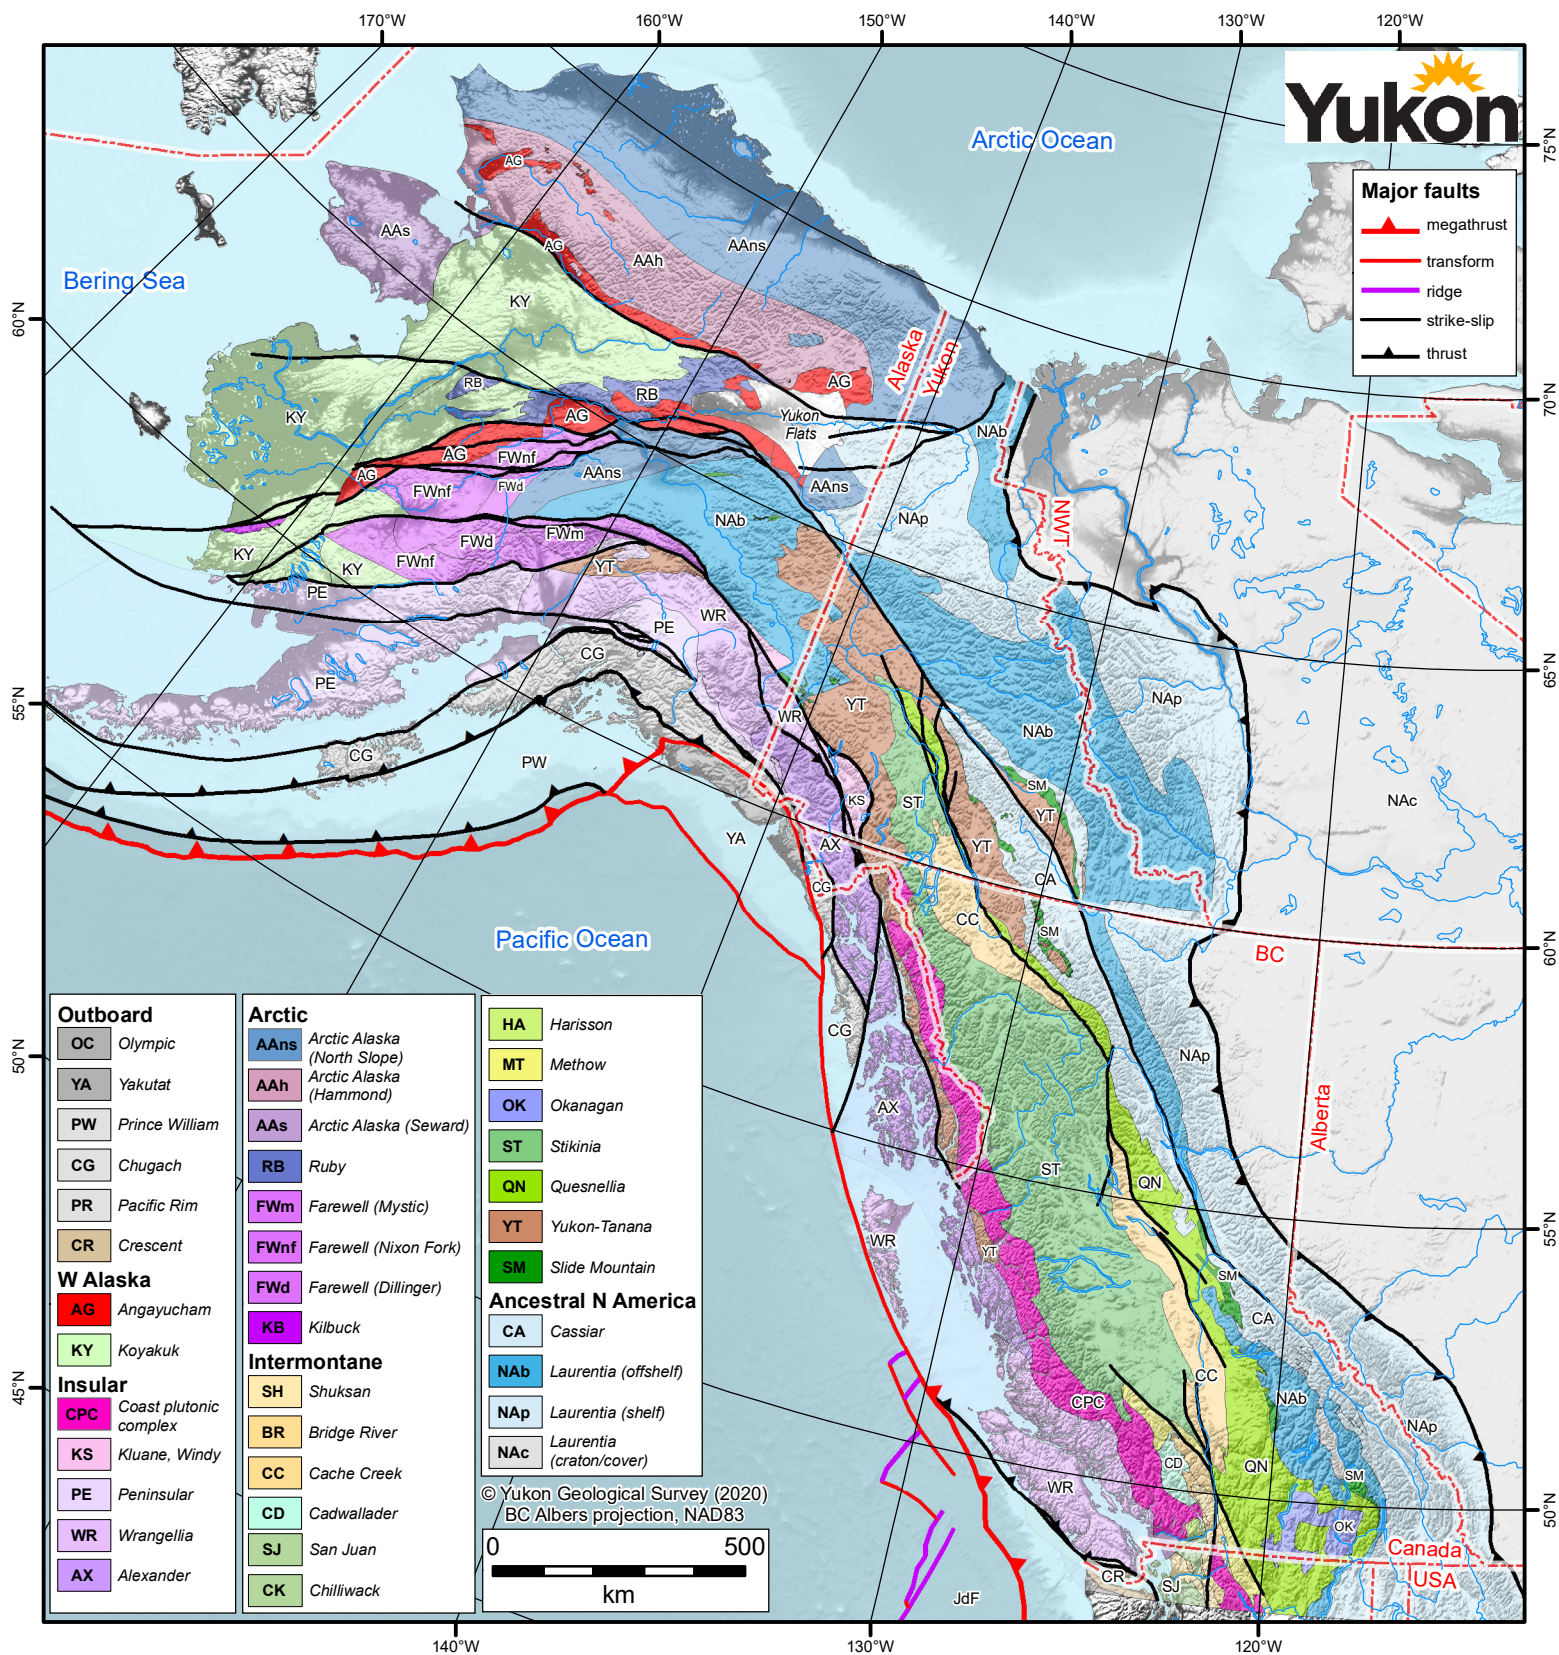 170°W
160°W
150°W
140°W
130°W
120°W
Yukon
75°N
70°N
65°N
60°N
55°N
50°N
60°N
55°N
50°N
45°N
140°W
130°W
120°W
Arctic Ocean
Bering Sea
Pacific Ocean
Major faults
megathrust
transform
ridge
strike-slip
thrust
AG
AAs
AG
AAh
AAns
KY
Alaska
Yukon
RB
RB
AG
AG
KY
Yukon
Flats
NAb
AG
FWnf
AG
FWnf
FWd
AAns
AAns
NAb
NAp
NWT
KY
FWnf
FWd
FWm
KY
YT
PE
WR
PE
CG
PE
WR
YT
NAp
NAb
CG
PW
KS
ST
SM
YT
NAc
YA
AX
YT
CA
CG
CC
SM
BC
CG
NAp
AX
Alberta
ST
QN
WR
YT
SM
CA
CC
NAb
CPC
NAp
CD
QN
SM
WR
OK
Canada
USA
CR
SJ
JdF
Outboard
OC Olympic
YA Yakutat
PW Prince William
CG Chugach
PR Pacific Rim
CR Crescent
W Alaska
AG Angayucham
KY Koyakuk
Insular
CPC Coast plutonic
complex
KS Kluane, Windy
PE Peninsular
WR Wrangellia
AX Alexander
Arctic
AAns Arctic Alaska
(North Slope)
AAh Arctic Alaska
(Hammond)
AAs Arctic Alaska (Seward)
RB Ruby
FWm Farewell (Mystic)
FWnf Farewell (Nixon Fork)
FWd Farewell (Dillinger)
KB Kilbuck
Intermontane
SH Shuksan
BR Bridge River
CC Cache Creek
CD Cadwallader
SJ San Juan
CK Chilliwack
HA Harisson
MT Methow
OK Okanagan
ST Stikinia
QN Quesnellia
YT Yukon-Tanana
SM Slide Mountain
Ancestral N America
CA Cassiar
NAb Laurentia (offshelf)
NAp Laurentia (shelf)
NAc Laurentia
(craton/cover)
© Yukon Geological Survey (2020)
BC Albers projection, NAD83
0 500
km